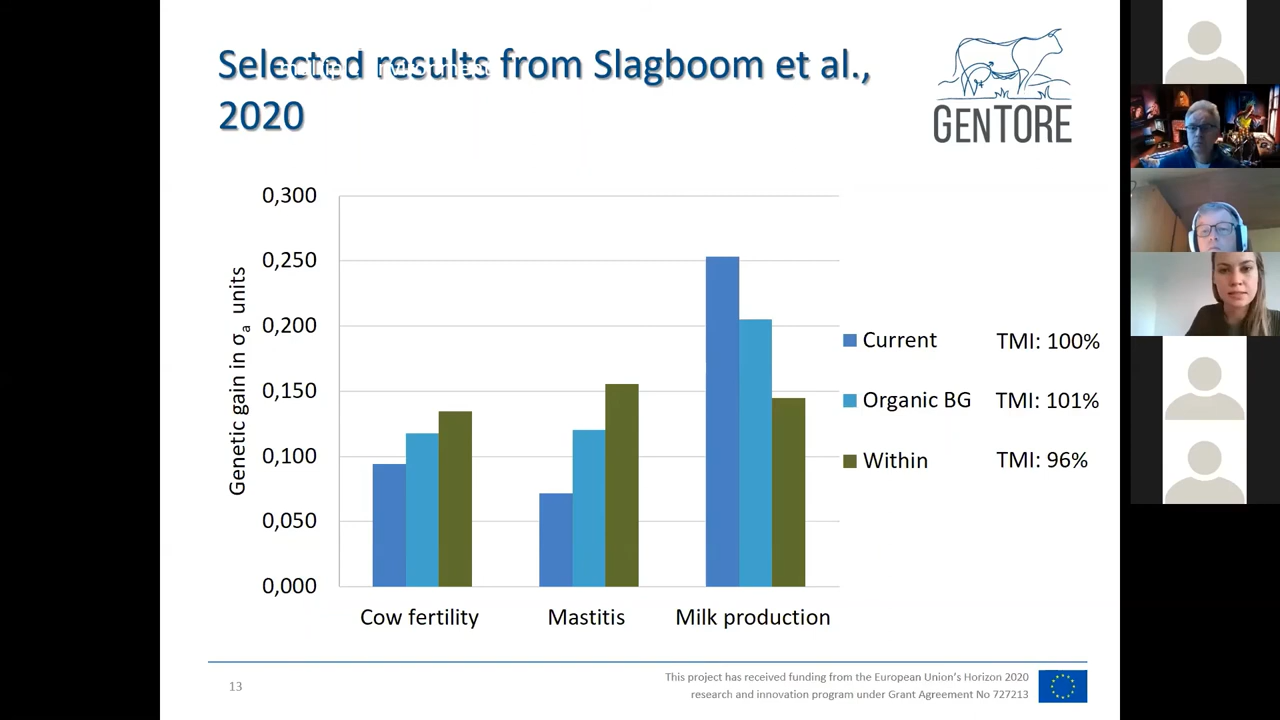 Selected results from Slagboom et al.,
2020
GENTORE
0,300
0,250
0,200
0,150
0,100
0,050
0,000
Genetic gain in σa units
Cow fertility
Mastitis
Milk production
Current TMI: 100%
Organic BG TMI: 101%
Within TMI: 96%
13
This project has received funding from the European Union's Horizon 2020
research and innovation program under Grant Agreement No 727213